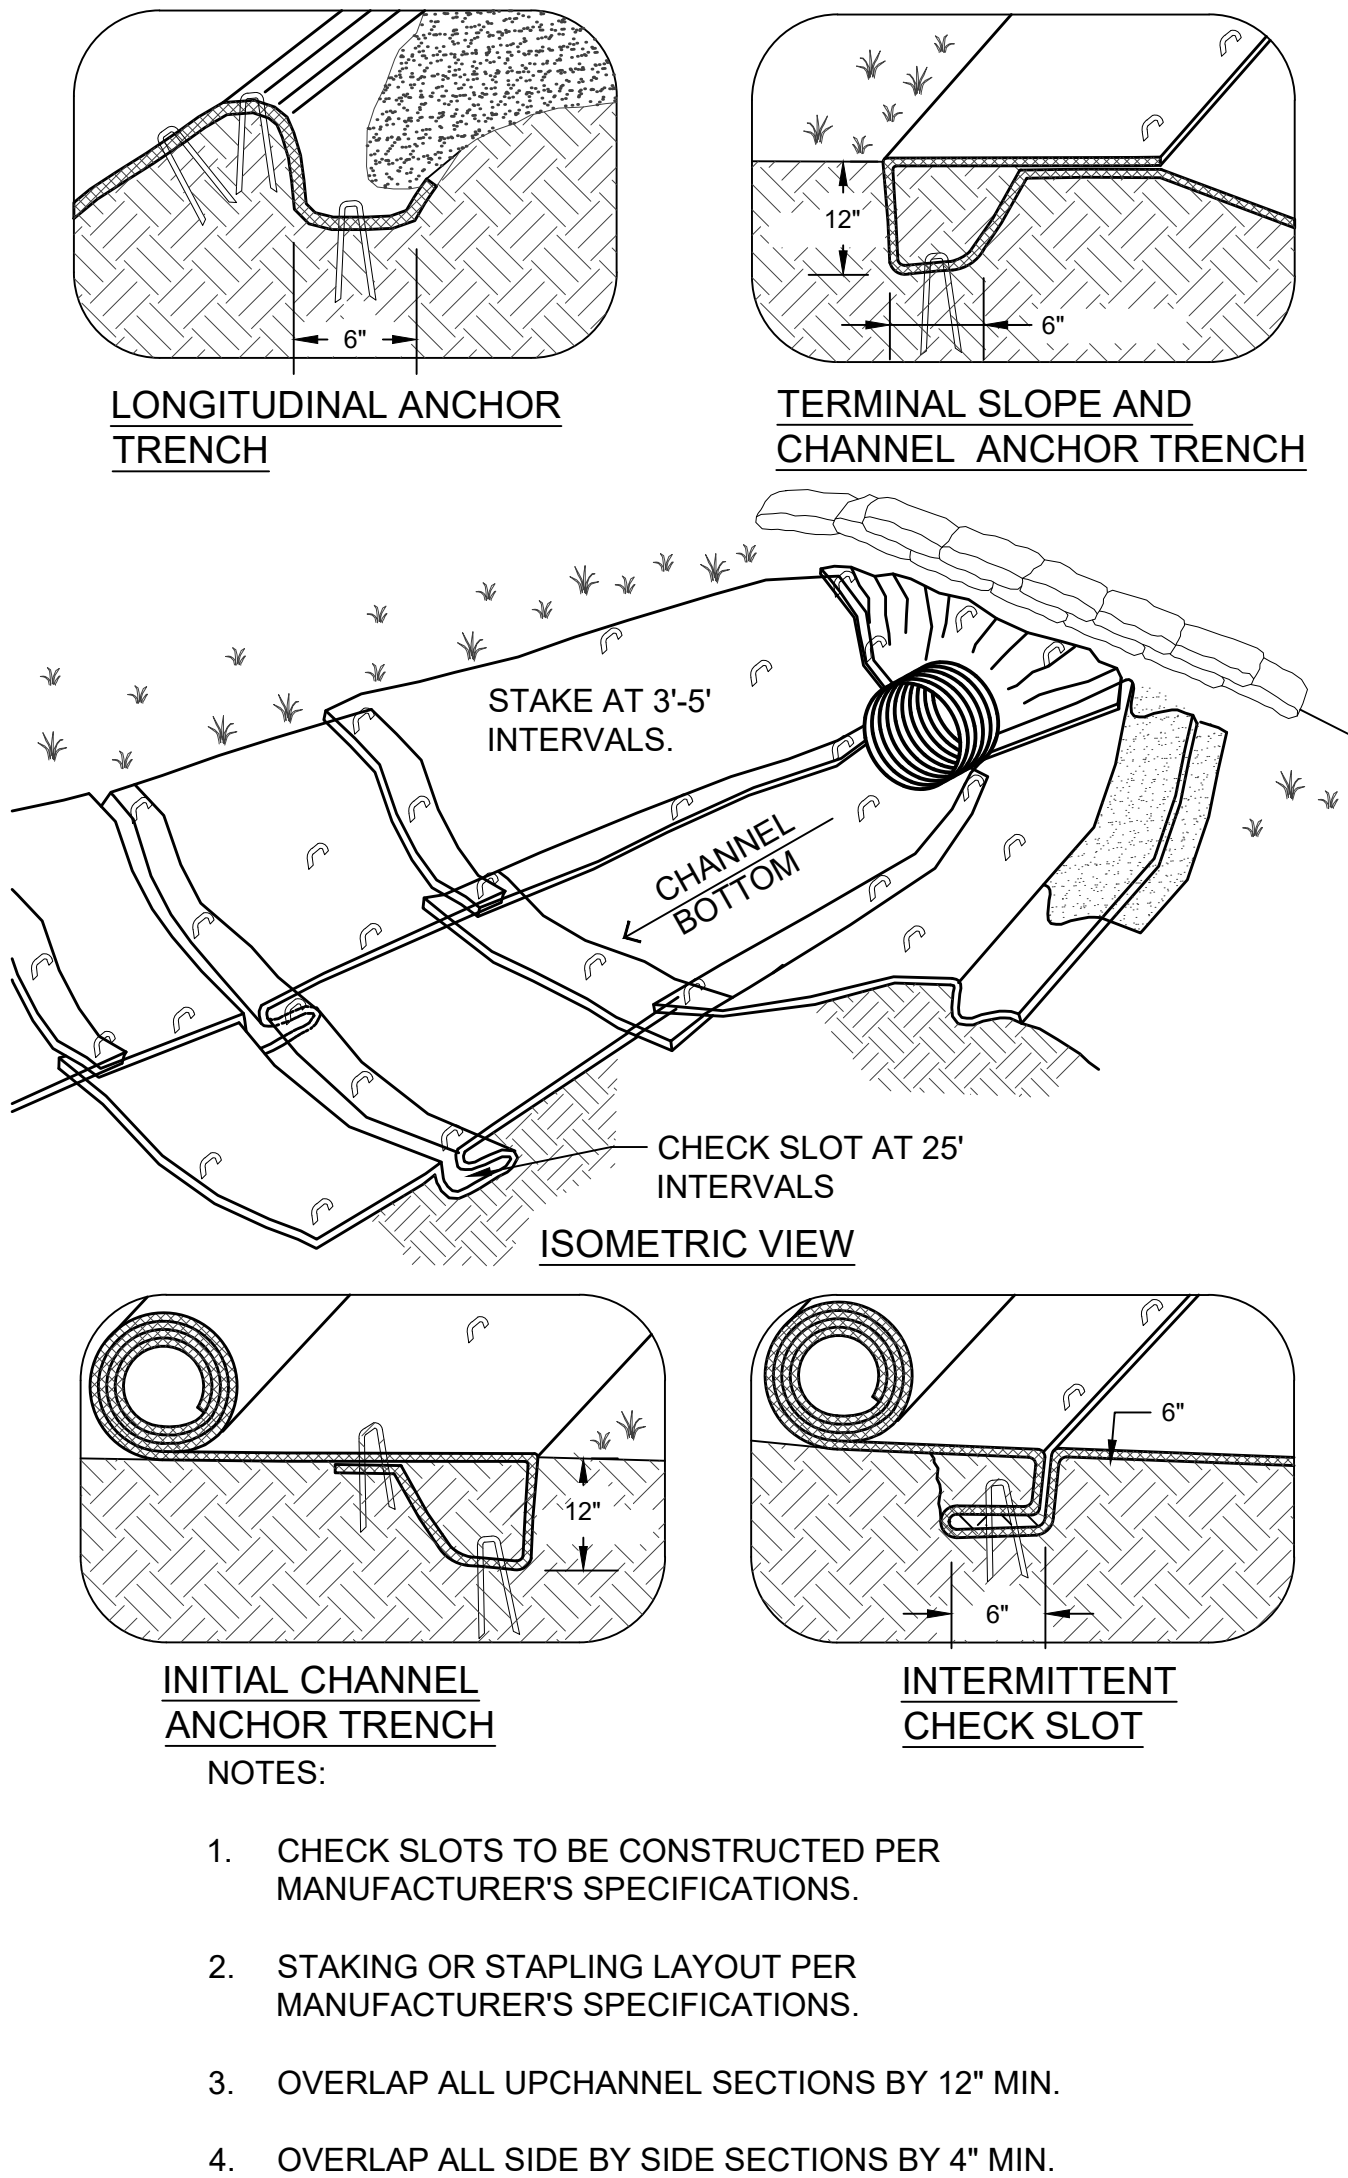 6"
LONGITUDINAL ANCHOR
TRENCH
12"
6"
TERMINAL SLOPE AND
CHANNEL ANCHOR TRENCH
STAKE AT 3'-5'
INTERVALS.
CHANNEL
BOTTOM
CHECK SLOT AT 25'
INTERVALS
ISOMETRIC VIEW
12"
INITIAL CHANNEL
ANCHOR TRENCH
6"
6"
INTERMITTENT
CHECK SLOT
NOTES:
1. CHECK SLOTS TO BE CONSTRUCTED PER
MANUFACTURER'S SPECIFICATIONS.
2. STAKING OR STAPLING LAYOUT PER
MANUFACTURER'S SPECIFICATIONS.
3. OVERLAP ALL UPCHANNEL SECTIONS BY 12" MIN.
4. OVERLAP ALL SIDE BY SIDE SECTIONS BY 4" MIN.